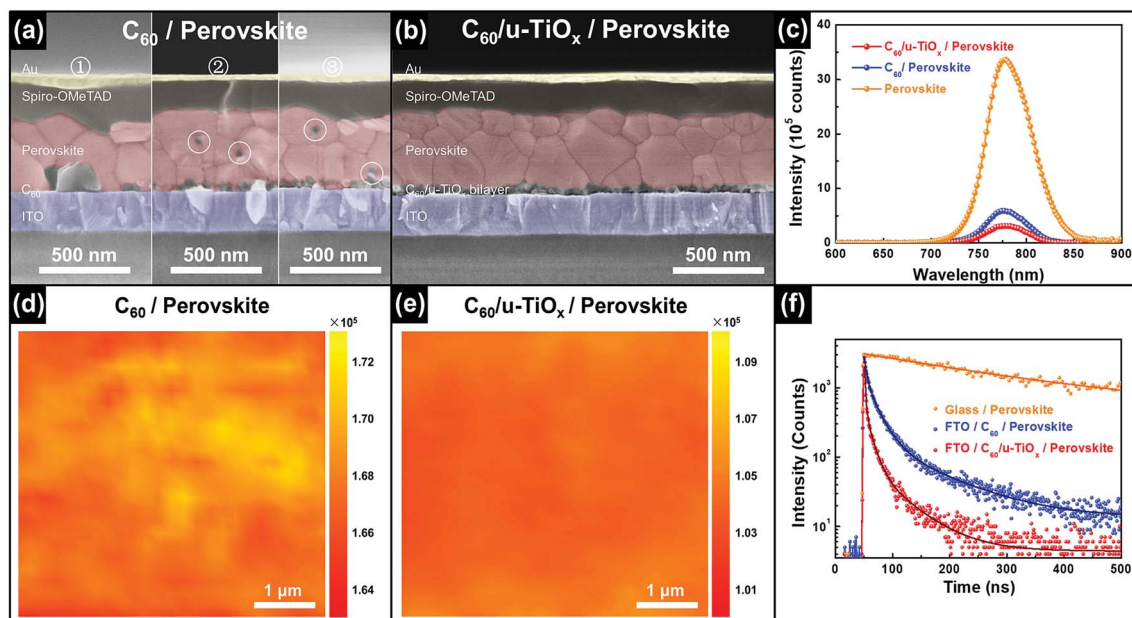 (a) C₆₀ / Perovskite
① ② ③
Au
Spiro-OMeTAD
Perovskite
C₆₀
ITO
500 nm 500 nm 500 nm
(b) C₆₀/u-TiOₓ / Perovskite
Au
Spiro-OMeTAD
Perovskite
C₆₀/u-TiOₓ bilayer
ITO
500 nm
(c)
C₆₀/u-TiOₓ / Perovskite
C₆₀/ Perovskite
Perovskite
Intensity (10⁵ counts)
40
30
20
10
0
600 650 700 750 800 850 900
Wavelength (nm)
(d) C₆₀ / Perovskite
×10⁵
1.72
1.70
1.68
1.66
1.64
1 μm
(e) C₆₀/u-TiOₓ / Perovskite
×10⁵
1.09
1.07
1.05
1.03
1.01
1 μm
(f)
Glass / Perovskite
FTO / C₆₀ / Perovskite
FTO / C₆₀/u-TiOₓ / Perovskite
Intensity (Counts)
10³
10²
10¹
0 100 200 300 400 500
Time (ns)